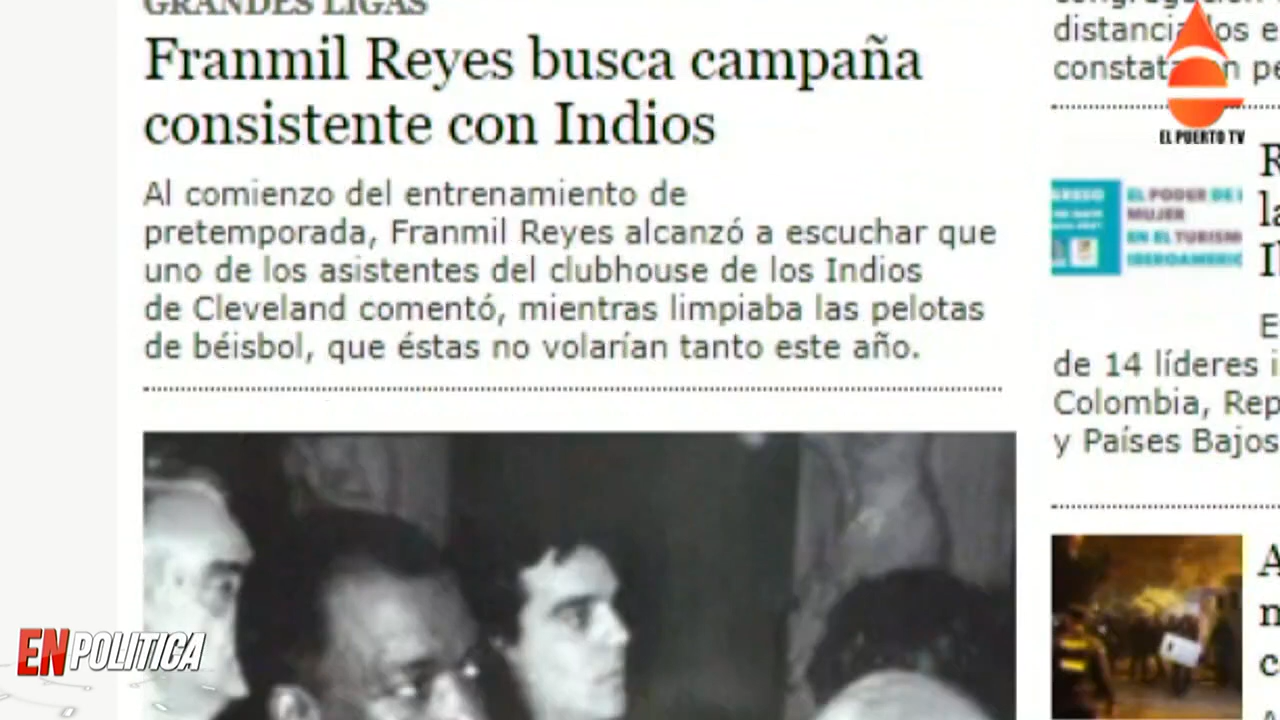 GRANDES LIGAS
Franmil Reyes busca campaña
consistente con Indios
Al comienzo del entrenamiento de
pretemporada, Franmil Reyes alcanzó a escuchar que
uno de los asistentes del clubhouse de los Indios
de Cleveland comentó, mientras limpiaba las pelotas
de béisbol, que éstas no volarían tanto este año.
EN POLITICA
EL PUERTO TV
EL PODER DE
MUJER
EN EL TURISM
IBEROAMERIC
de 14 líderes i
Colombia, Rep
y Países Bajos